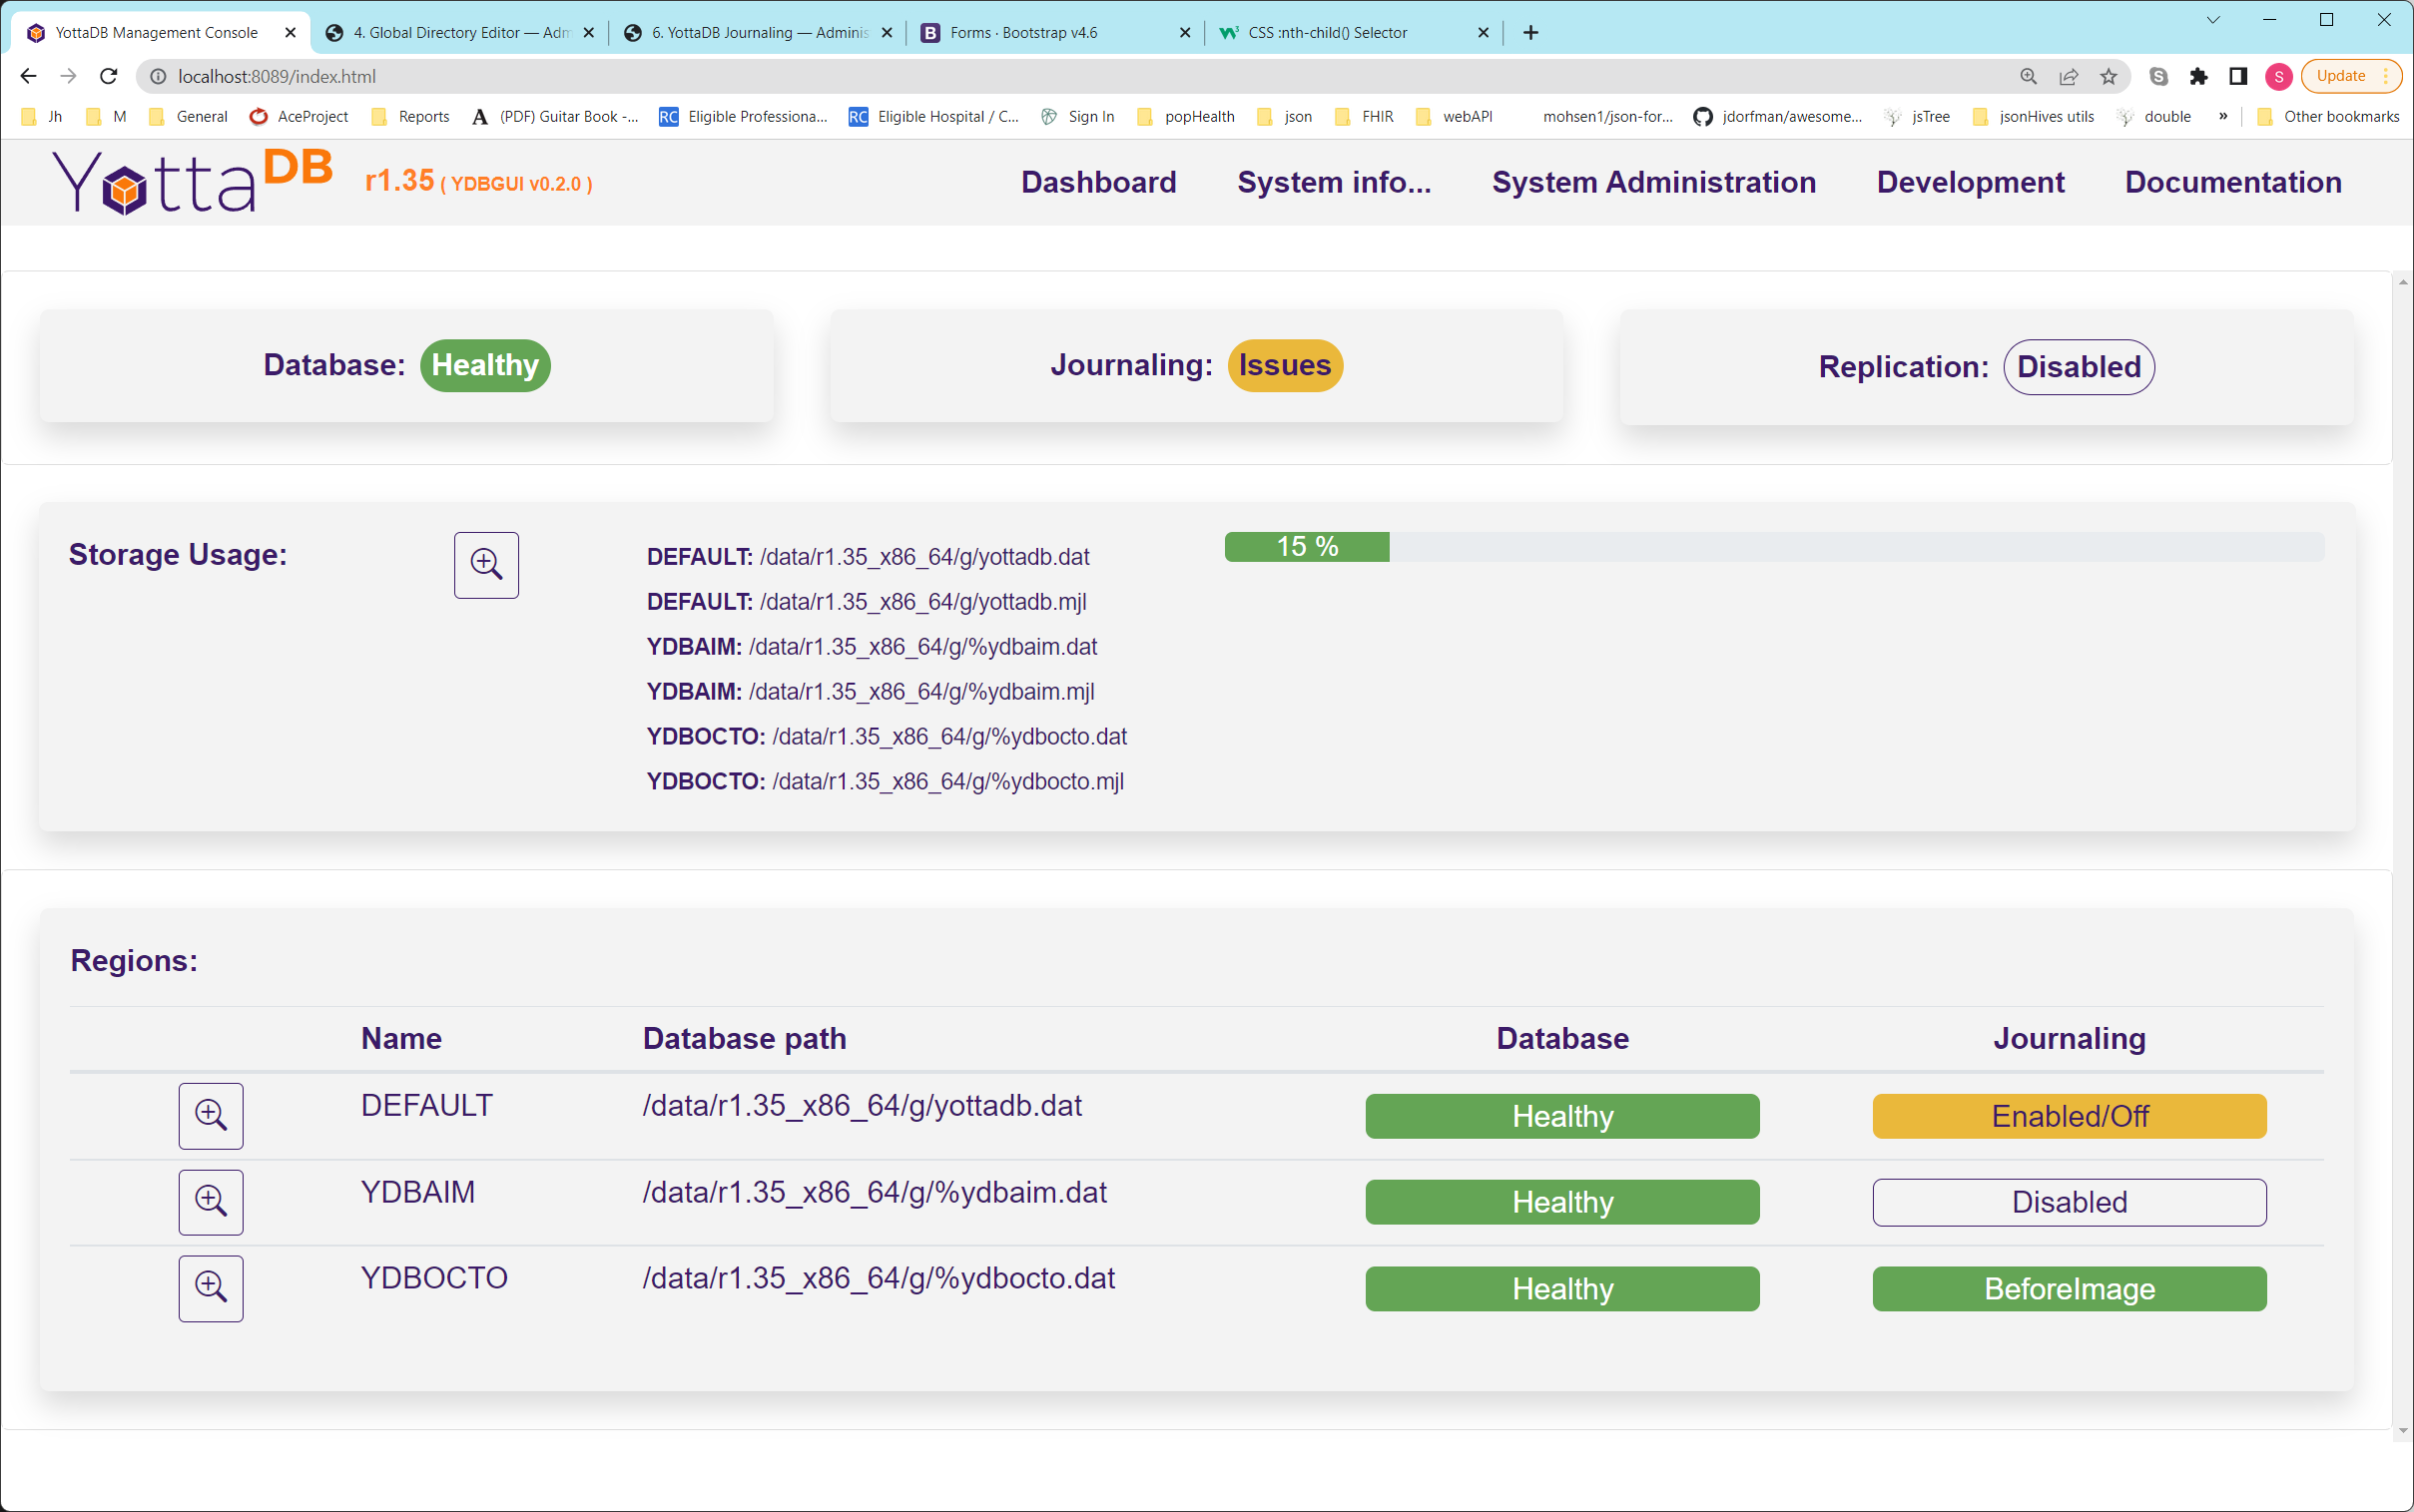 YottaDB Management Console
4. Global Directory Editor — Adm
6. YottaDB Journaling — Adminis
B Forms · Bootstrap v4.6
CSS :nth-child() Selector
localhost:8089/index.html
S
S
Update
Jh
M
General
AceProject
Reports
A (PDF) Guitar Book -...
RC Eligible Professiona...
RC Eligible Hospital / C...
Sign In
popHealth
json
FHIR
webAPI
mohsen1/json-for...
jdorfman/awesome...
jsTree
jsonHives utils
double
»
Other bookmarks
YottaDB
r1.35 ( YDBGUI v0.2.0 )
Dashboard
System info...
System Administration
Development
Documentation
Database: Healthy
Journaling: Issues
Replication: Disabled
Storage Usage:
DEFAULT: /data/r1.35_x86_64/g/yottadb.dat
15 %
DEFAULT: /data/r1.35_x86_64/g/yottadb.mjl
YDBAIM: /data/r1.35_x86_64/g/%ydbaim.dat
YDBAIM: /data/r1.35_x86_64/g/%ydbaim.mjl
YDBOCTO: /data/r1.35_x86_64/g/%ydbocto.dat
YDBOCTO: /data/r1.35_x86_64/g/%ydbocto.mjl
Regions:
Name Database path Database Journaling
DEFAULT /data/r1.35_x86_64/g/yottadb.dat Healthy Enabled/Off
YDBAIM /data/r1.35_x86_64/g/%ydbaim.dat Healthy Disabled
YDBOCTO /data/r1.35_x86_64/g/%ydbocto.dat Healthy BeforeImage